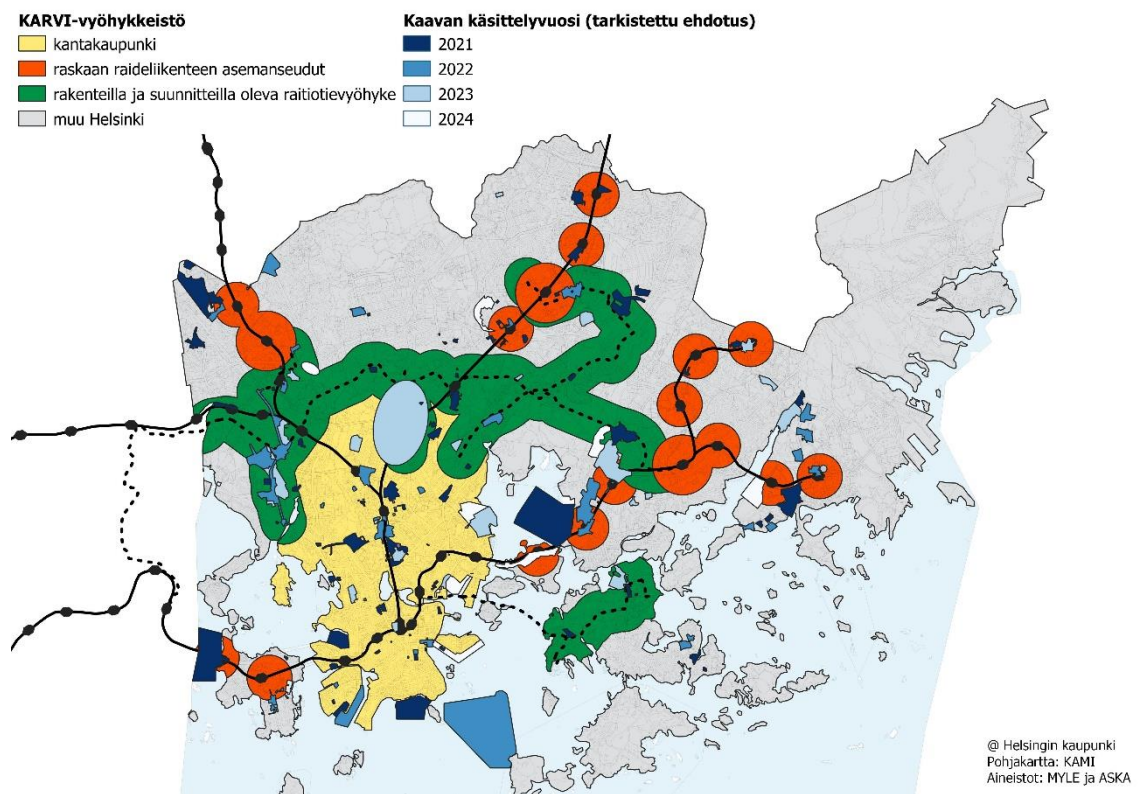 KARVI-vyöhykkeistö
kantakaupunki
raskaan raideliikenteen asemanseudut
rakenteilla ja suunnitteilla oleva raitiotievyöhyke
muu Helsinki
Kaavan käsittelyvuosi (tarkistettu ehdotus)
2021
2022
2023
2024
@ Helsingin kaupunki
Pohjakartta: KAMI
Aineistot: MYLE ja ASKA